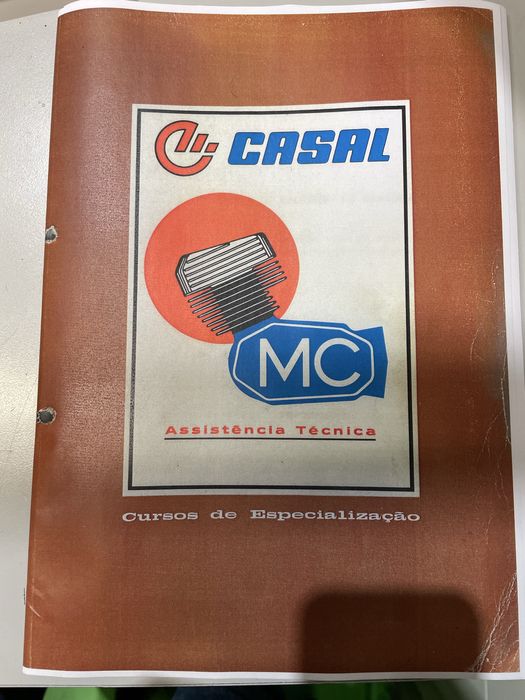 CASAL
MC
Assistência Técnica
Cursos de Especialização